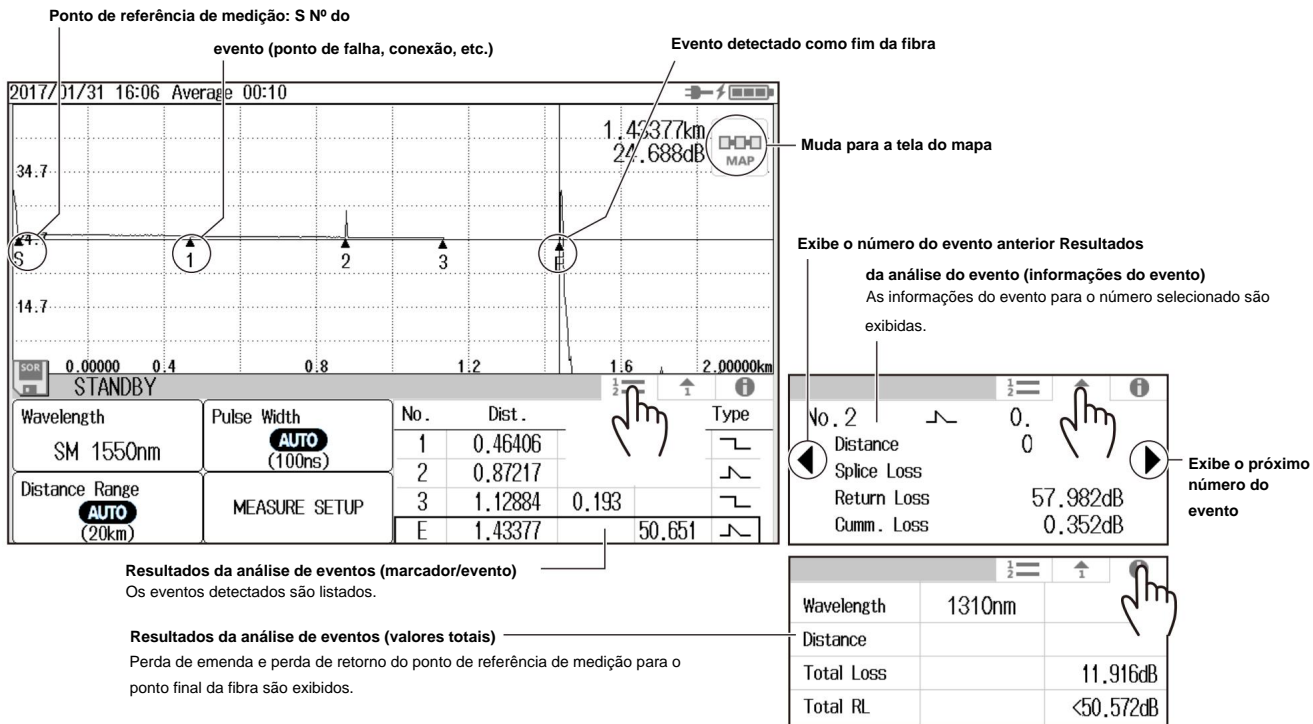 Ponto de referência de medição: S Nº do
evento (ponto de falha, conexão, etc.)
Evento detectado como fim da fibra
2017/01/31 16:06 Average 00:10
1.43377km
24.688dB
MAP
Muda para a tela do mapa
34.7
24.7
S
1
2
3
E
14.7
0.00000 0.4 0.8 1.2 1.6 2.00000km
SOR
STANDBY
Wavelength
SM 1550nm
Pulse Width
AUTO
(100ns)
Distance Range
AUTO
(20km)
MEASURE SETUP
No. Dist. Type
1 0.46406
2 0.87217
3 1.12884 0.193
E 1.43377 50.651
Exibe o número do evento anterior Resultados
da análise do evento (informações do evento)
As informações do evento para o número selecionado são
exibidas.
No.2 0.
Distance 0
Splice Loss
Return Loss 57.982dB
Cumm. Loss 0.352dB
Exibe o próximo
número do
evento
Resultados da análise de eventos (marcador/evento)
Os eventos detectados são listados.
Resultados da análise de eventos (valores totais)
Perda de emenda e perda de retorno do ponto de referência de medição para o
ponto final da fibra são exibidos.
Wavelength 1310nm
Distance
Total Loss 11.916dB
Total RL <50.572dB